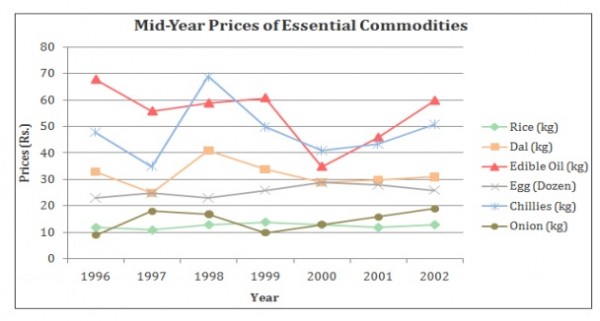 Mid-Year Prices of Essential Commodities
80
70
60
50
40
30
20
10
0
Prices (Rs.)
1996 1997 1998 1999 2000 2001 2002
Year
Rice (kg)
Dal (kg)
Edible Oil (kg)
Egg (Dozen)
Chillies (kg)
Onion (kg)